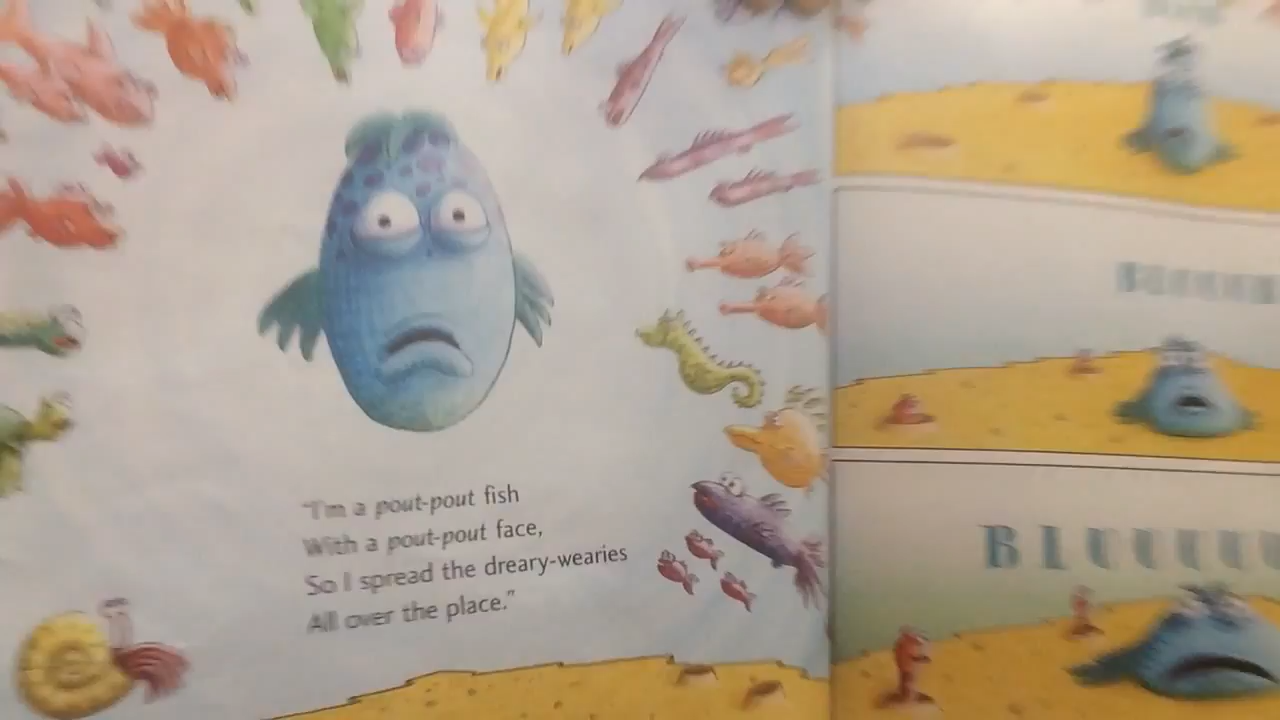 "I'm a pout-pout fish
With a pout-pout face,
So I spread the dreary-wearies
All over the place."